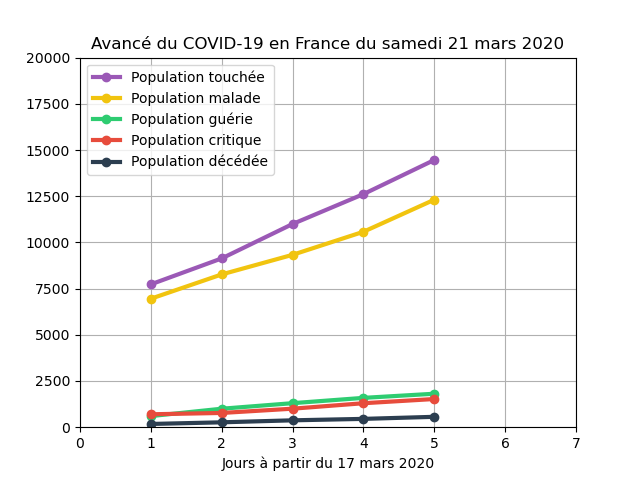 Avancé du COVID-19 en France du samedi 21 mars 2020
20000
17500
15000
12500
10000
7500
5000
2500
0
Population touchée
Population malade
Population guérie
Population critique
Population décédée
0 1 2 3 4 5 6 7
Jours à partir du 17 mars 2020